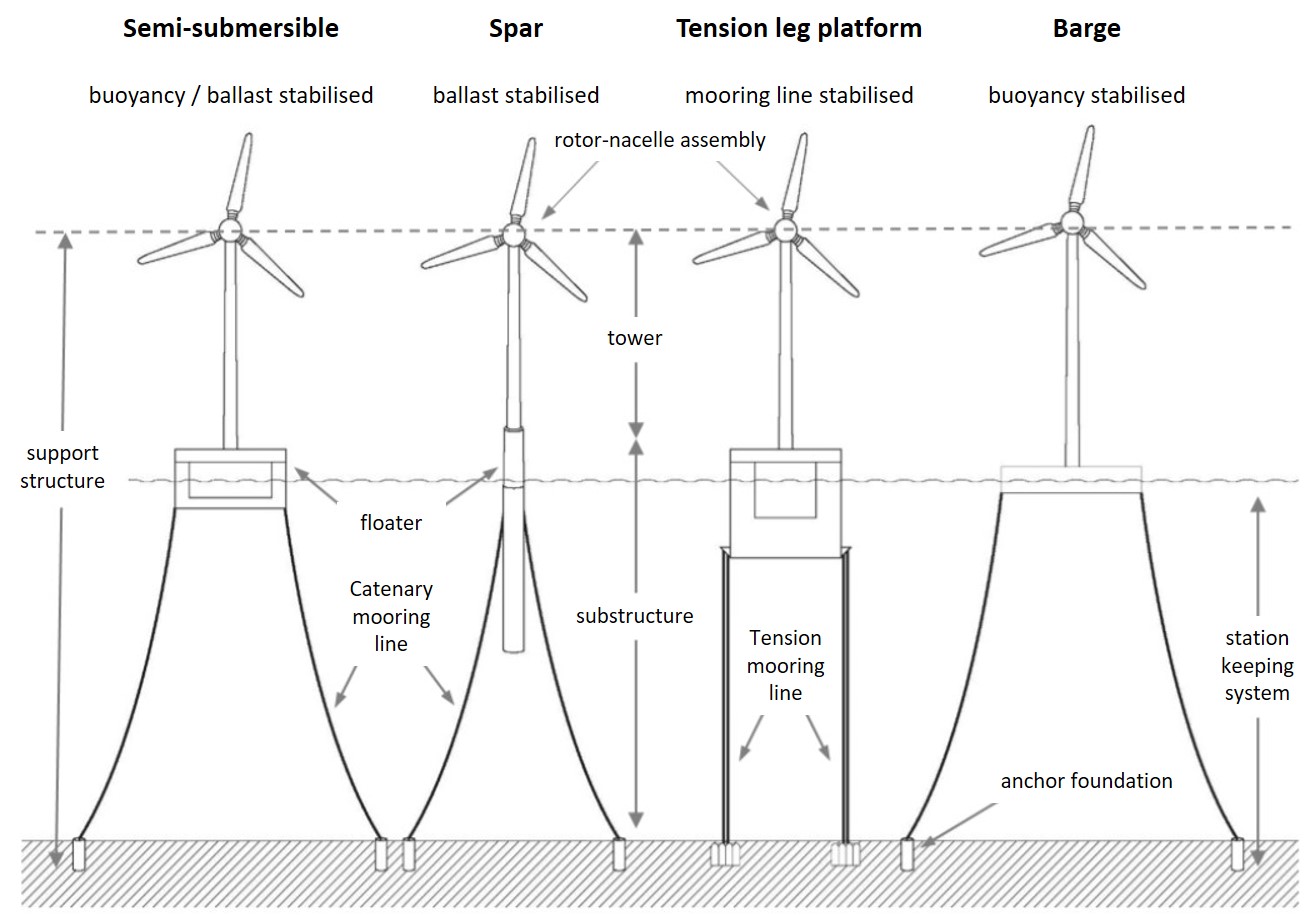 Semi-submersible
Spar
Tension leg platform
Barge
buoyancy / ballast stabilised
ballast stabilised
mooring line stabilised
buoyancy stabilised
rotor-nacelle assembly
tower
support
structure
floater
Catenary
mooring
line
substructure
Tension
mooring
line
station
keeping
system
anchor foundation